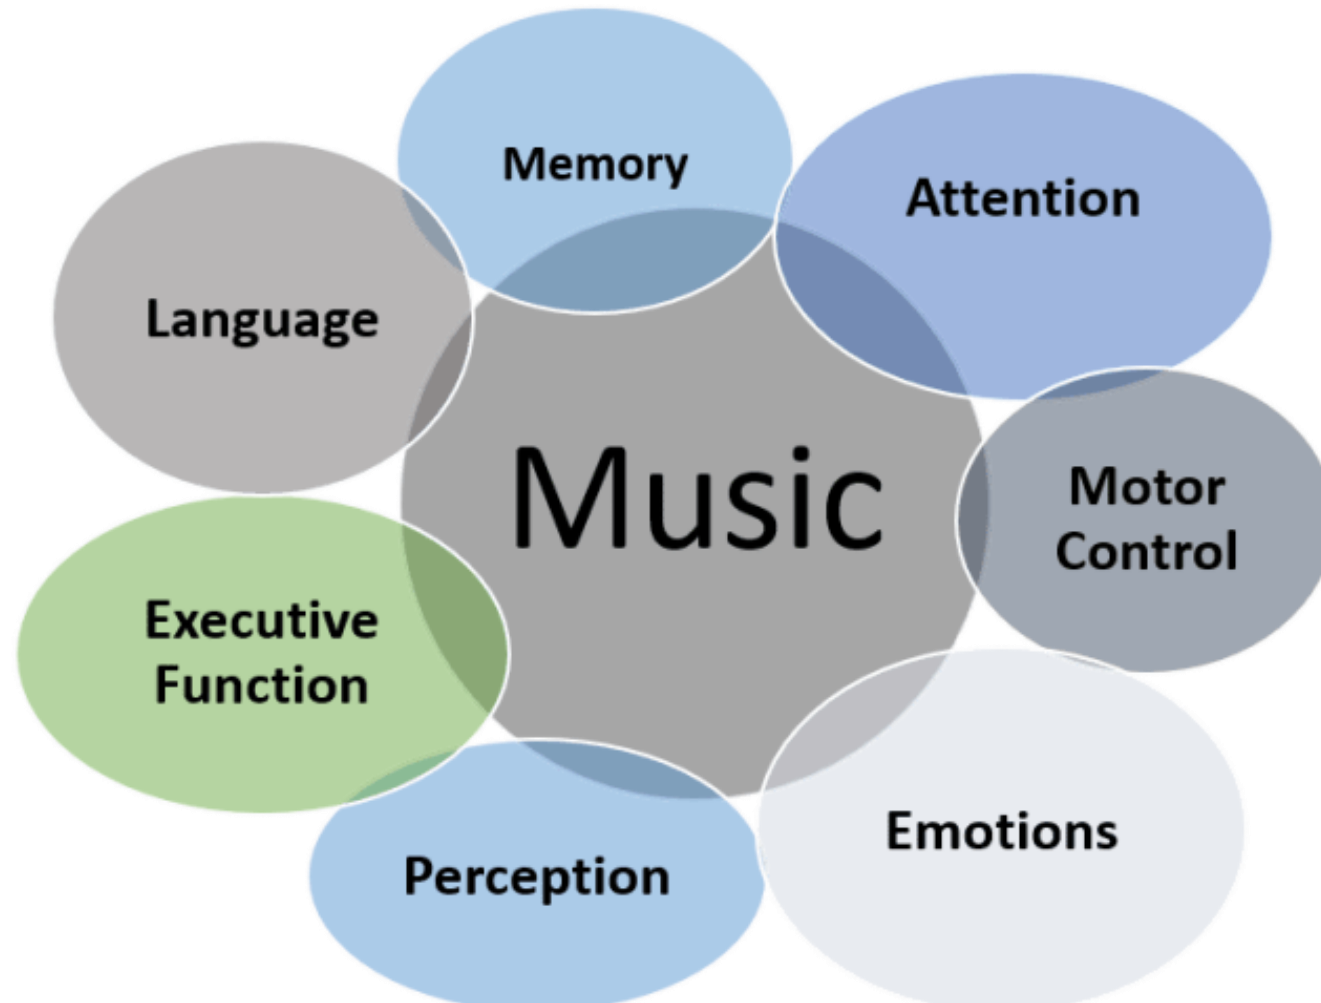 Memory
Attention
Language
Music
Motor
Control
Executive
Function
Emotions
Perception